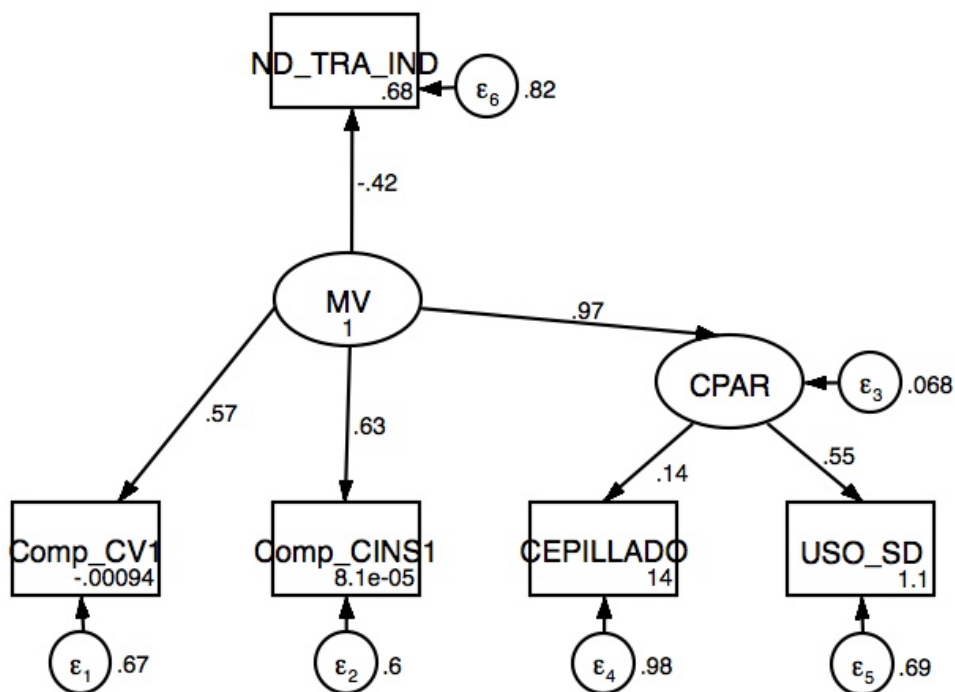 ND_TRA_IND
.68
ε6
.82
-.42
MV
1
.97
CPAR
ε3
.068
.57
.63
.14
.55
Comp_CV1
-.00094
Comp_CINS1
8.1e-05
CEPILLADO
14
USO_SD
1.1
ε1
.67
ε2
.6
ε4
.98
ε5
.69